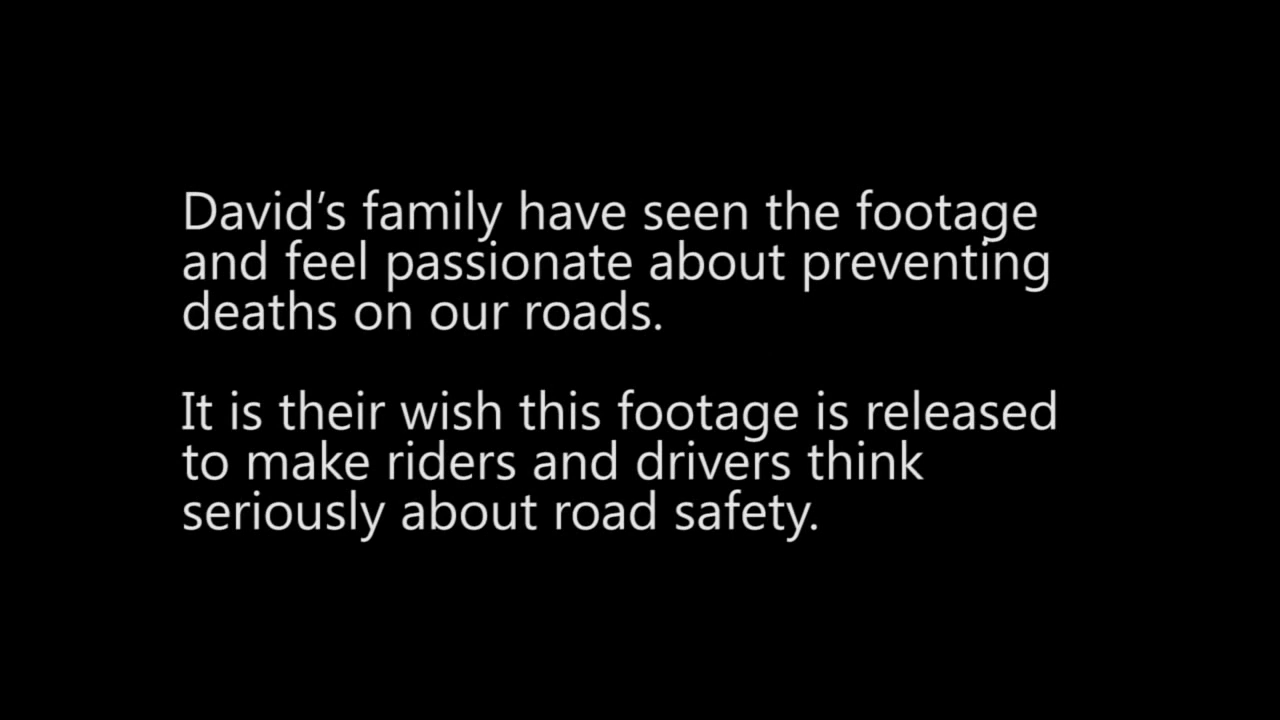 David’s family have seen the footage
and feel passionate about preventing
deaths on our roads.
It is their wish this footage is released
to make riders and drivers think
seriously about road safety.